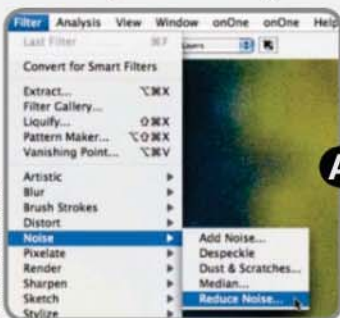 Filter Analysis View Window onOne onOne Help
Last Filter ⌘F
Layers
Convert for Smart Filters
Extract... ⌥⌘X
Filter Gallery...
Liquify... ⇧⌘X
Pattern Maker... ⌥⇧⌘X
Vanishing Point... ⌥⌘V
Artistic
Blur
Brush Strokes
Distort
Noise
Pixelate
Render
Sharpen
Sketch
Stylize
Add Noise...
Despeckle
Dust & Scratches...
Median...
Reduce Noise...
A